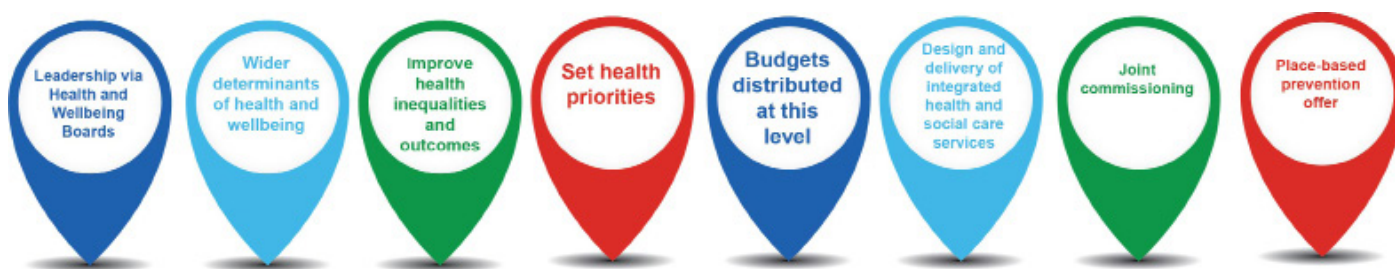 Leadership via
Health and
Wellbeing
Boards
Wider
determinants
of health and
wellbeing
Improve
health
inequalities
and
outcomes
Set health
priorities
Budgets
distributed
at this
level
Design and
delivery of
integrated
health and
social care
services
Joint
commissioning
Place-based
prevention
offer